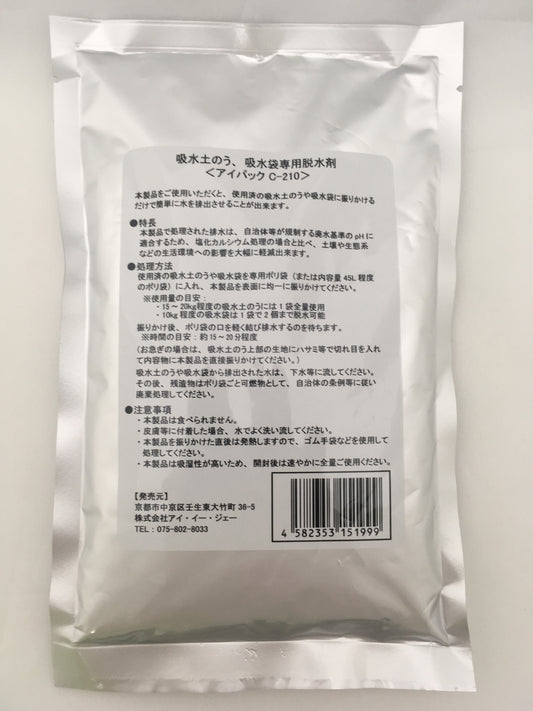 吸水土のう、吸水袋専用脱水剤
＜アイパック C-210＞
本製品をご使用いただくと、使用済の吸水土のうや吸水袋に振りかける
だけで簡単に水を排出させることが出来ます。
●特長
本製品で処理された排水は、自治体等が規制する廃水基準の pH に
適合するため、塩化カルシウム処理の場合と比べ、土壌や生態系
などの生活環境への影響を大幅に軽減出来ます。
●処理方法
使用済の吸水土のうや吸水袋を専用ポリ袋（または内容量 45L 程度
のポリ袋）に入れ、本製品を表面に均一に振りかけてください。
※使用量の目安：
・15～20kg程度の吸水土のうには1袋全量使用
・10kg 程度の吸水袋は1袋で2個まで脱水可能
振りかけ後、ポリ袋の口を軽く結び排水するのを待ちます。
※時間の目安：約15～20分程度
（お急ぎの場合は、吸水土のう上部の生地にハサミ等で切れ目を入れ
て内容物に本製品を直接振りかけてください。）
吸水土のうや吸水袋から排出された水は、下水等に流してください。
その後、残渣物はポリ袋ごと可燃物として、自治体の条例等に従い
廃棄処理してください。
●注意事項
・本製品は食べられません。
・皮膚等に付着した場合、水でよく洗い流してください。
・本製品を振りかけた直後は発熱しますので、ゴム手袋などを使用して
処理してください。
・本製品は吸湿性が高いため、開封後は速やかに全量ご使用ください。
【発売元】
京都市中京区壬生東大竹町 36-5
株式会社アイ・イー・ジェー
TEL：075-802-8033
4 582353 151999